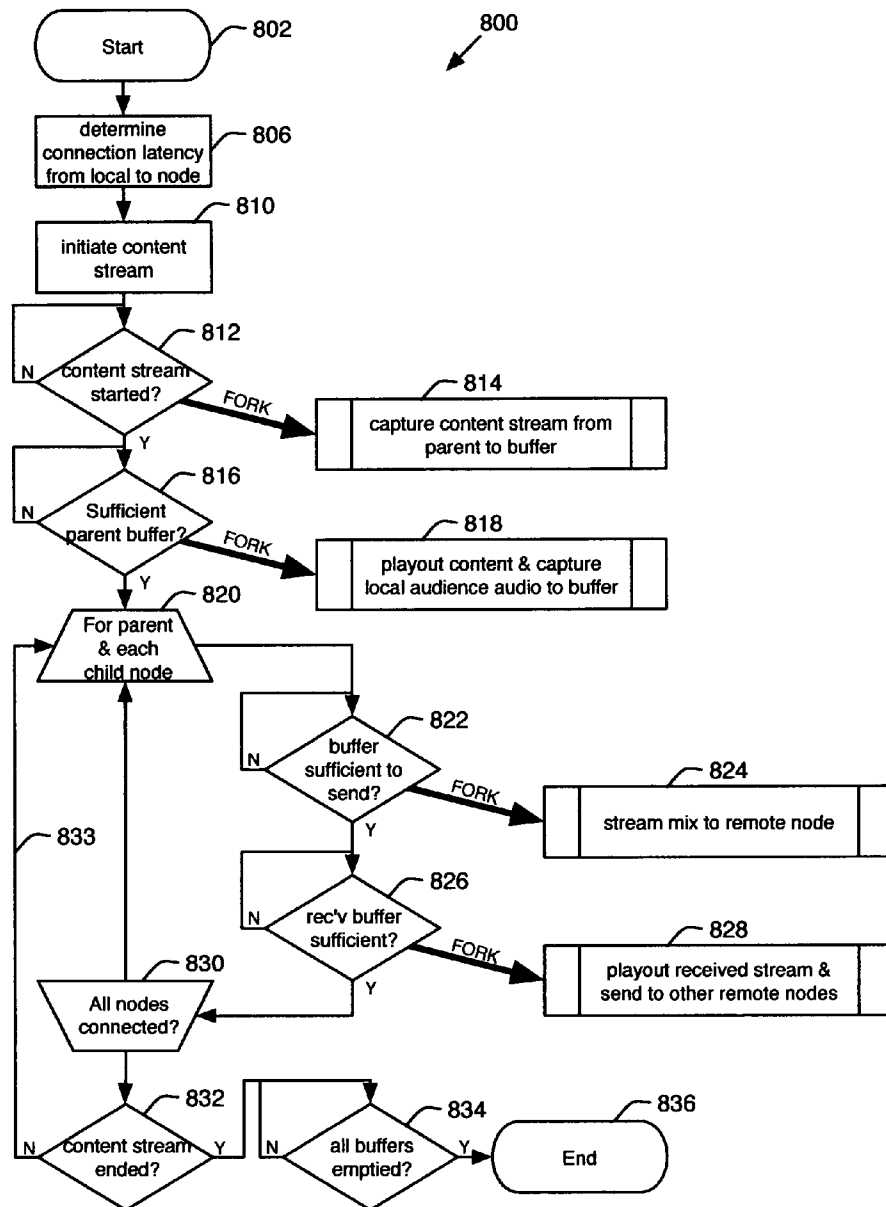 Start
802
800
determine
connection latency
from local to node
806
810
initiate content
stream
812
N
content stream
started?
Y
FORK
814
capture content stream from
parent to buffer
816
N
Sufficient
parent buffer?
Y
FORK
818
playout content & capture
local audience audio to buffer
820
For parent
& each
child node
822
N
buffer
sufficient to
send?
Y
FORK
824
stream mix to remote node
833
826
N
rec'v buffer
sufficient?
Y
FORK
828
playout received stream &
send to other remote nodes
830
All nodes
connected?
832
N
content stream
ended?
Y
834
N
all buffers
emptied?
Y
836
End